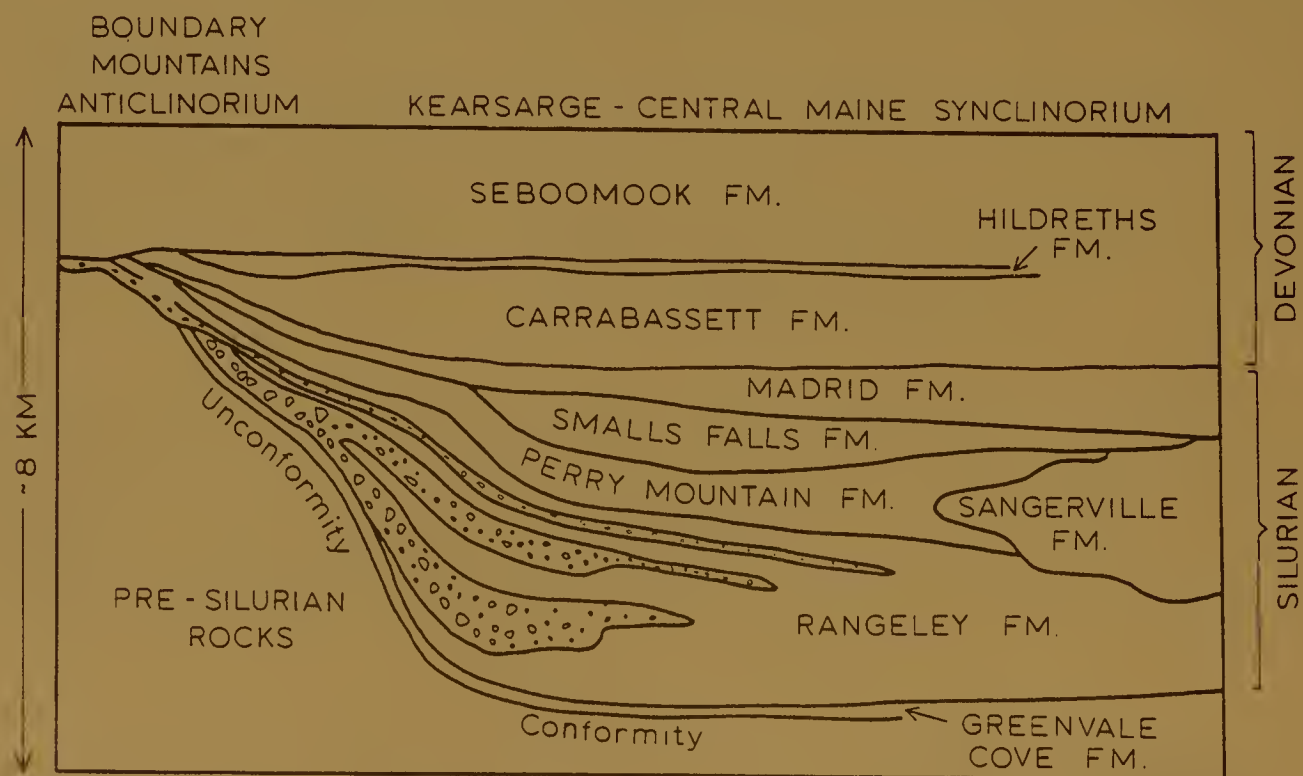 BOUNDARY
MOUNTAINS
ANTICLINORIUM
KEARSARGE - CENTRAL MAINE SYNCLINORIUM
SEBOOMOOK FM.
HILDRETHS
FM.
CARRABASSETT FM.
MADRID FM.
SMALLS FALLS FM.
PERRY MOUNTAIN FM.
SANGERVILLE
FM.
RANGELEY FM.
Unconformity
PRE - SILURIAN
ROCKS
Conformity
GREENVALE
COVE FM.
~8 KM
DEVONIAN
SILURIAN